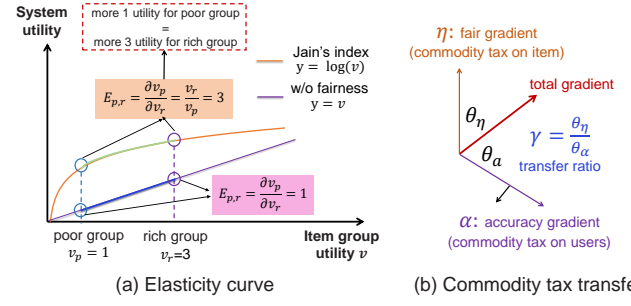 System
utility
more 1 utility for poor group
=
more 3 utility for rich group
Jain's index
y = log(v)
w/o fairness
y = v
E_{p,r} = ∂v_p/∂v_r = v_r/v_p = 3
E_{p,r} = ∂v_p/∂v_r = 1
poor group
v_p = 1
rich group
v_r=3
Item group
utility v
(a) Elasticity curve
η: fair gradient
(commodity tax on item)
total gradient
θ_η
θ_a
γ = θ_η/θ_α
transfer ratio
α: accuracy gradient
(commodity tax on users)
(b) Commodity tax transfe